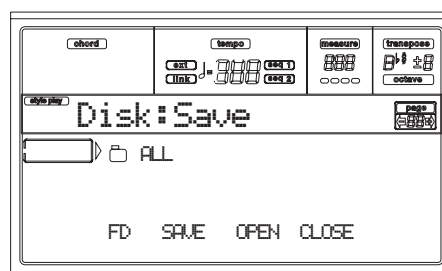 chord tempo measure transpose
ext seq 1
link seq 2
octave
style play
Disk:Save
page
ALL
FD SAVE OPEN CLOSE